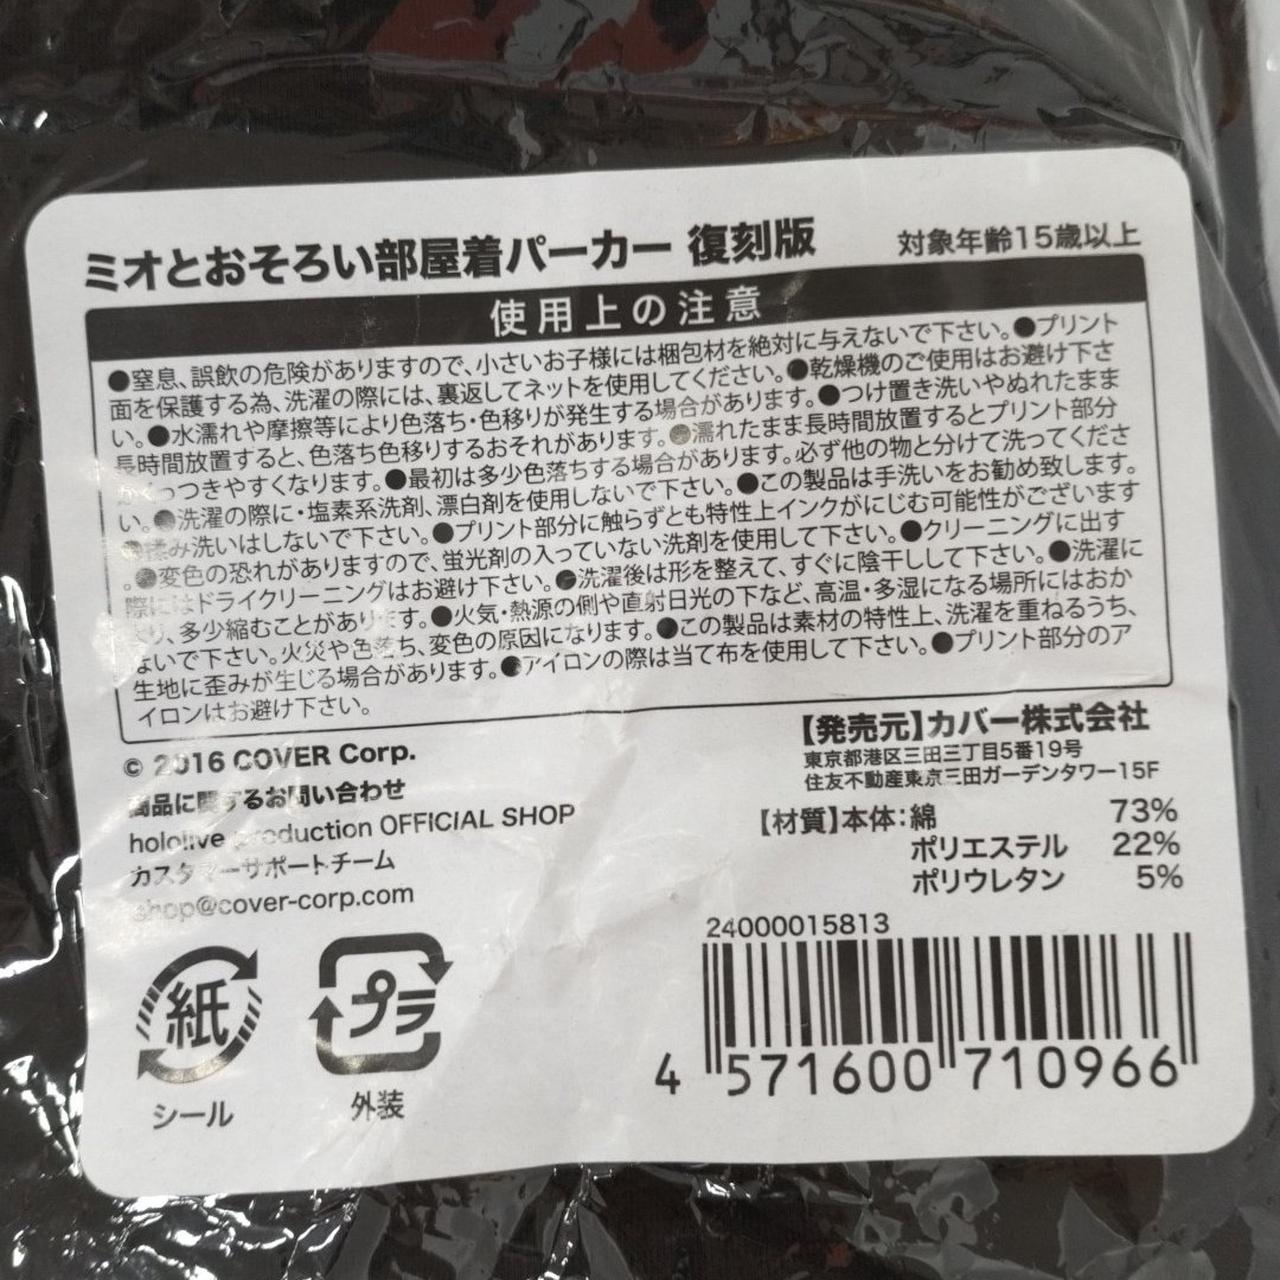 ミオとおそろい部屋着パーカー 復刻版 対象年齢15歳以上
使用上の注意
●窒息、誤飲の危険がありますので、小さいお子様には梱包材を絶対に与えないで下さい。●プリント
面を保護する為、洗濯の際には、裏返してネットを使用してください。●乾燥機のご使用はお避け下さ
い。●水濡れや摩擦等により色落ち・色移りが発生する場合があります。●つけ置き洗いやぬれたまま
長時間放置すると、色落ち色移りするおそれがあります。●濡れたまま長時間放置するとプリント部分
がくっつきやすくなります。●最初は多少色落ちする場合があります。必ず他の物と分けて洗ってくださ
い。●洗濯の際に・塩素系洗剤、漂白剤を使用しないで下さい。●この製品は手洗いをお勧め致します。
●揉み洗いはしないで下さい。●プリント部分に触らずとも特性上インクがにじむ可能性がございます
。●変色の恐れがありますので、蛍光剤の入っていない洗剤を使用して下さい。●クリーニングに出す
際にはドライクリーニングはお避け下さい。●洗濯後は形を整えて、すぐに陰干しして下さい。●洗濯に
より、多少縮むことがあります。●火気・熱源の側や直射日光の下など、高温・多湿になる場所にはおか
ないで下さい。火災や色落ち、変色の原因になります。●この製品は素材の特性上、洗濯を重ねるうち、
生地に歪みが生じる場合があります。●アイロンの際は当て布を使用して下さい。●プリント部分のア
イロンはお避け下さい。
© 2016 COVER Corp.
商品に関するお問い合わせ
hololive production OFFICIAL SHOP
カスタマーサポートチーム
shop@cover-corp.com
【発売元】カバー株式会社
東京都港区三田三丁目5番19号
住友不動産東京三田ガーデンタワー15F
【材質】本体：綿 73%
ポリエステル 22%
ポリウレタン 5%
紙
シール
プラ
外装
24000015813
4 571600 710966